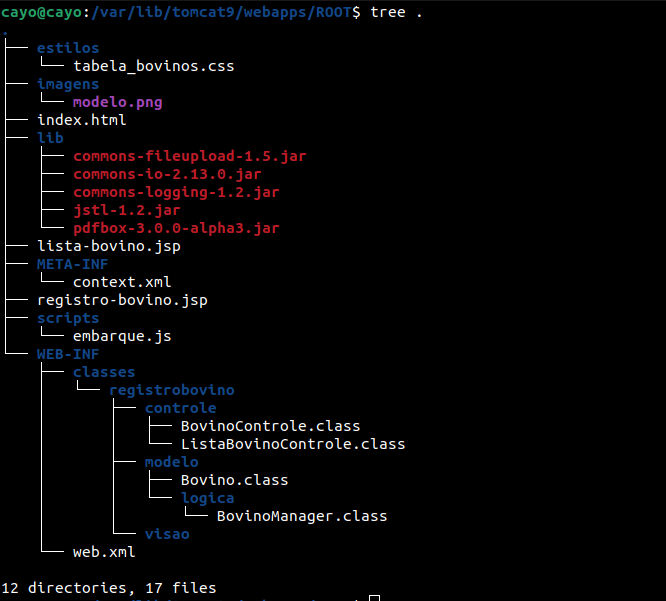 cayo@cayo:/var/lib/tomcat9/webapps/ROOT$ tree .
.
├── estilos
│   └── tabela_bovinos.css
├── imagens
│   └── modelo.png
├── index.html
├── lib
│   ├── commons-fileupload-1.5.jar
│   ├── commons-io-2.13.0.jar
│   ├── commons-logging-1.2.jar
│   ├── jstl-1.2.jar
│   └── pdfbox-3.0.0-alpha3.jar
├── lista-bovino.jsp
├── META-INF
│   └── context.xml
├── registro-bovino.jsp
├── scripts
│   └── embarque.js
└── WEB-INF
    ├── classes
    │   └── registrobovino
    │       ├── controle
    │       │   ├── BovinoControle.class
    │       │   └── ListaBovinoControle.class
    │       ├── modelo
    │       │   ├── Bovino.class
    │       │   └── logica
    │       │       └── BovinoManager.class
    │       └── visao
    └── web.xml

12 directories, 17 files